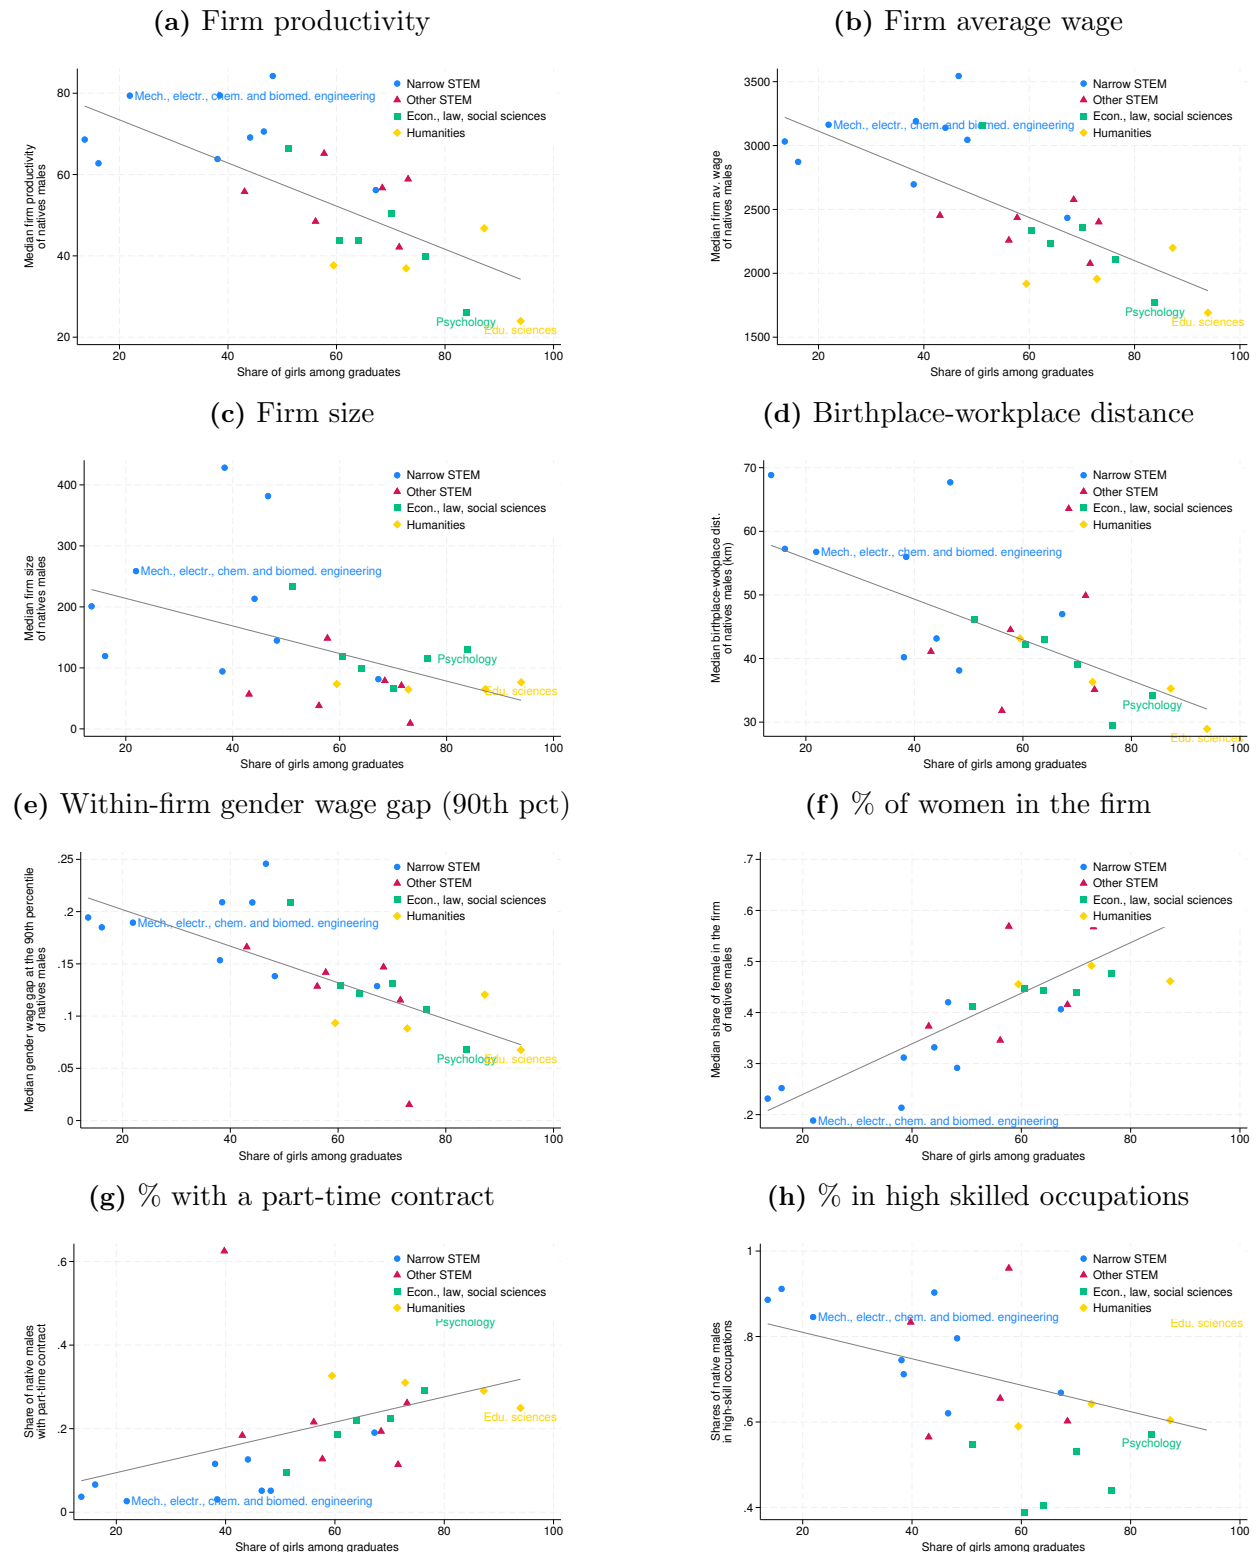 (a) Firm productivity
80
60
40
20
20
40
60
80
100
Median firm productivity
of natives males
Share of girls among graduates
Mech., electr., chem. and biomed. engineering
Psychology
Edu. sciences
Narrow STEM
Other STEM
Econ., law, social sciences
Humanities
(b) Firm average wage
3500
3000
2500
2000
1500
20
40
60
80
100
Median firm av. wage
of natives males
Share of girls among graduates
Mech., electr., chem. and biomed. engineering
Psychology
Edu. sciences
Narrow STEM
Other STEM
Econ., law, social sciences
Humanities
(c) Firm size
400
300
200
100
0
20
40
60
80
100
Median firm size
of natives males
Share of girls among graduates
Mech., electr., chem. and biomed. engineering
Psychology
Edu. sciences
Narrow STEM
Other STEM
Econ., law, social sciences
Humanities
(d) Birthplace-workplace distance
70
60
50
40
30
20
40
60
80
100
Median birthplace-wokplace dist.
of natives males (km)
Share of girls among graduates
Mech., electr., chem. and biomed. engineering
Psychology
Edu. sciences
Narrow STEM
Other STEM
Econ., law, social sciences
Humanities
(e) Within-firm gender wage gap (90th pct)
.25
.2
.15
.1
.05
0
20
40
60
80
100
Median gender wage gap at the 90th percentile
of natives males
Share of girls among graduates
Mech., electr., chem. and biomed. engineering
Psychology
Edu. sciences
Narrow STEM
Other STEM
Econ., law, social sciences
Humanities
(f) % of women in the firm
.7
.6
.5
.4
.3
.2
20
40
60
80
100
Median share of female in the firm
of natives males
Share of girls among graduates
Mech., electr., chem. and biomed. engineering
Narrow STEM
Other STEM
Econ., law, social sciences
Humanities
(g) % with a part-time contract
.6
.4
.2
0
20
40
60
80
100
Share of native males
with part-time contract
Share of girls among graduates
Mech., electr., chem. and biomed. engineering
Psychology
Edu. sciences
Narrow STEM
Other STEM
Econ., law, social sciences
Humanities
(h) % in high skilled occupations
1
.8
.6
.4
20
40
60
80
100
Shares of native males
in high-skill occupations
Share of girls among graduates
Mech., electr., chem. and biomed. engineering
Psychology
Edu. sciences
Narrow STEM
Other STEM
Econ., law, social sciences
Humanities